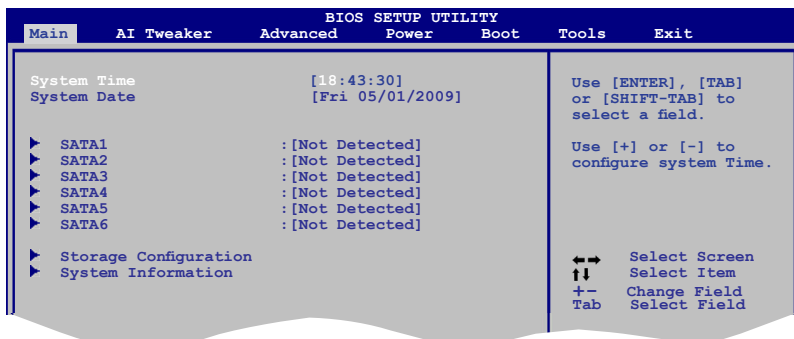 BIOS SETUP UTILITY
Main AI Tweaker Advanced Power Boot Tools Exit
System Time [18:43:30]
System Date [Fri 05/01/2009]
SATA1 :[Not Detected]
SATA2 :[Not Detected]
SATA3 :[Not Detected]
SATA4 :[Not Detected]
SATA5 :[Not Detected]
SATA6 :[Not Detected]
Storage Configuration
System Information
Use [ENTER], [TAB]
or [SHIFT-TAB] to
select a field.
Use [+] or [-] to
configure system Time.
←→ Select Screen
↑↓ Select Item
+- Change Field
Tab Select Field